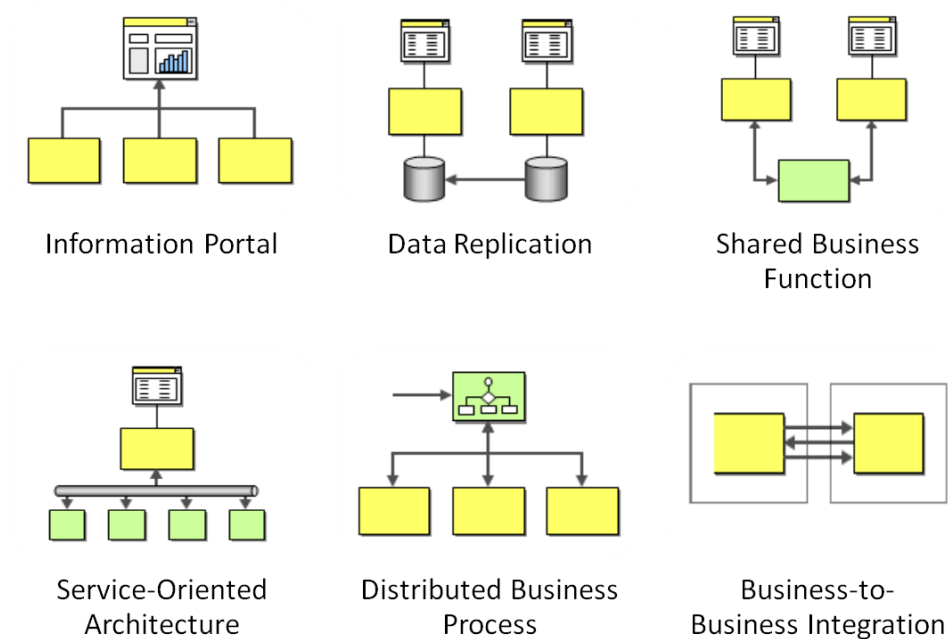 Information Portal
Data Replication
Shared Business
Function
Service-Oriented
Architecture
Distributed Business
Process
Business-to-
Business Integration